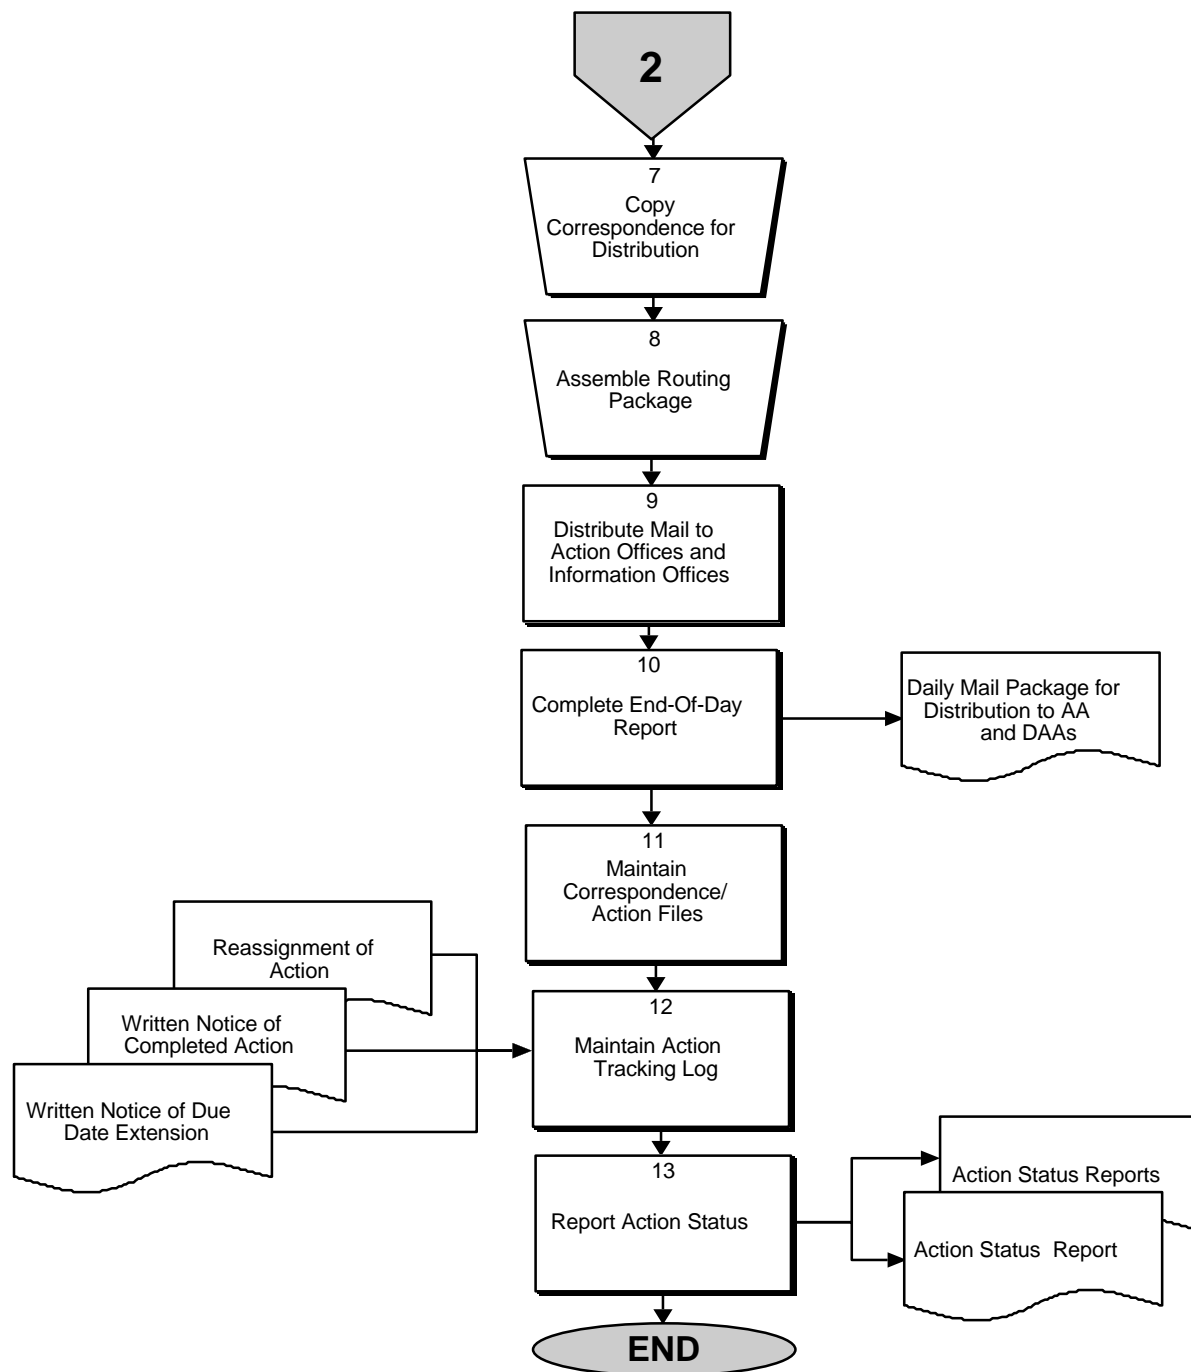 2
7
Copy
Correspondence for
Distribution
8
Assemble Routing
Package
9
Distribute Mail to
Action Offices and
Information Offices
10
Complete End-Of-Day
Report
Daily Mail Package for
Distribution to AA
and DAAs
11
Maintain
Correspondence/
Action Files
Reassignment of
Action
Written Notice of
Completed Action
Written Notice of Due
Date Extension
12
Maintain Action
Tracking Log
13
Report Action Status
Action Status Reports
Action Status  Report
END